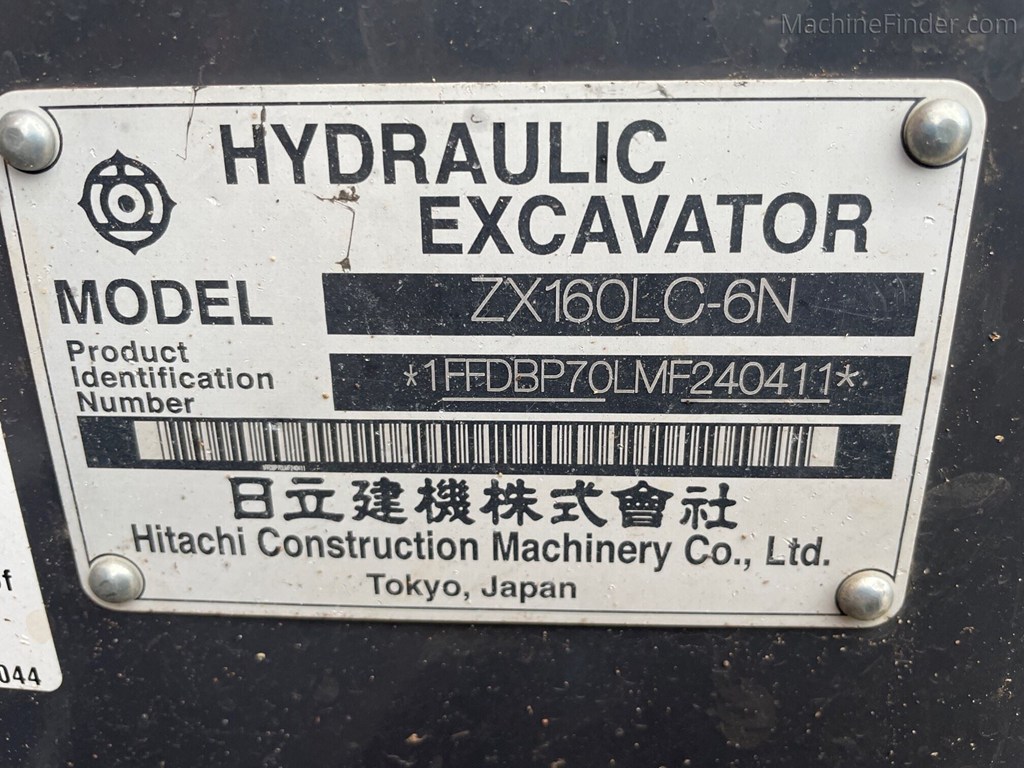 MachineFinder.com
HYDRAULIC
EXCAVATOR
MODEL ZX160LC-6N
Product
Identification
Number
*1FFDBP70LMF240411*
日立建機株式會社
Hitachi Construction Machinery Co., Ltd.
Tokyo, Japan
of
044